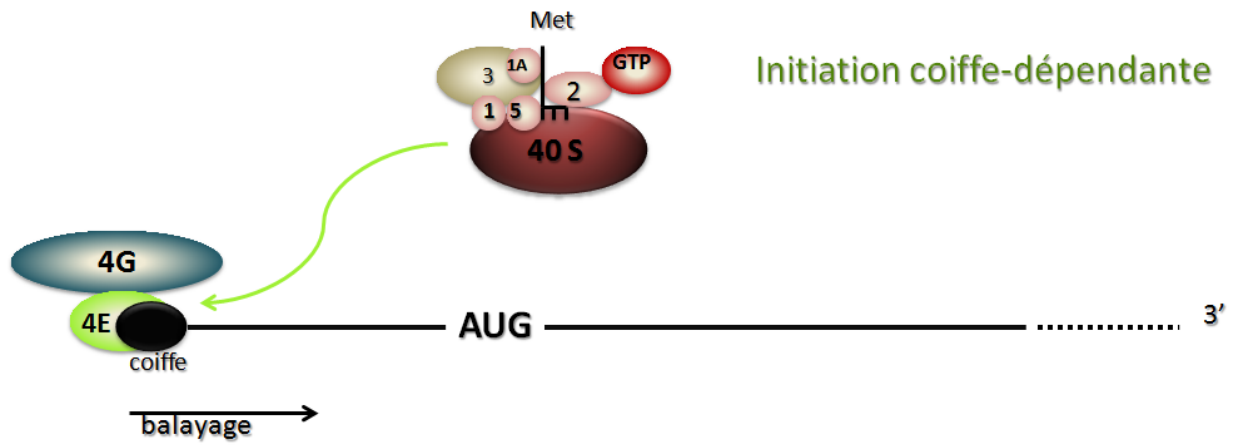 Met
Initiation coiffe-dépendante
3
1A
GTP
2
1
5
40 S
4G
4E
AUG
3’
coiffe
balayage